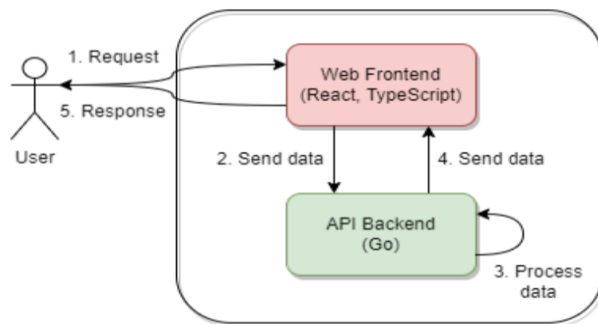 1. Request
Web Frontend
(React, TypeScript)
5. Response
User
2. Send data
4. Send data
API Backend
(Go)
3. Process
data